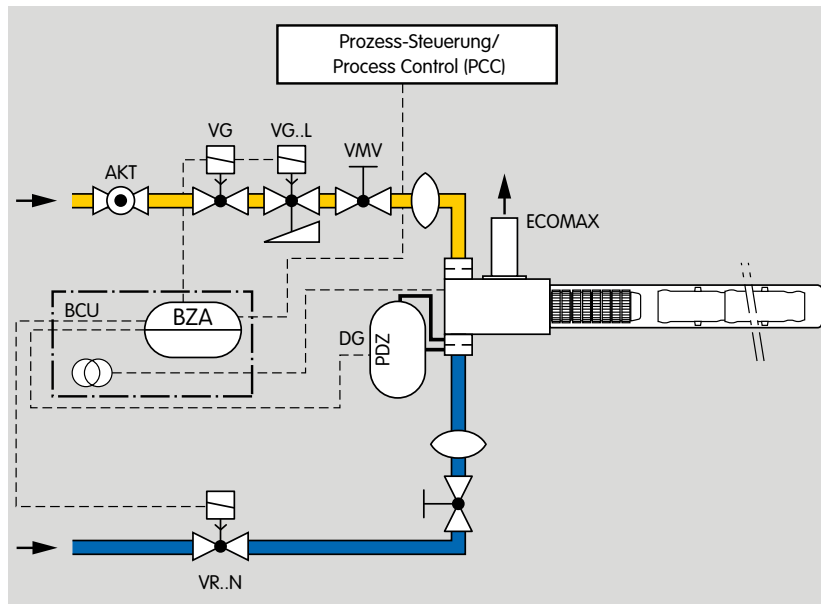 Prozess-Steuerung/
Process Control (PCC)
VG
VG..L
VMV
AKT
ECOMAX
BCU
BZA
DG
PDZ
VR..N